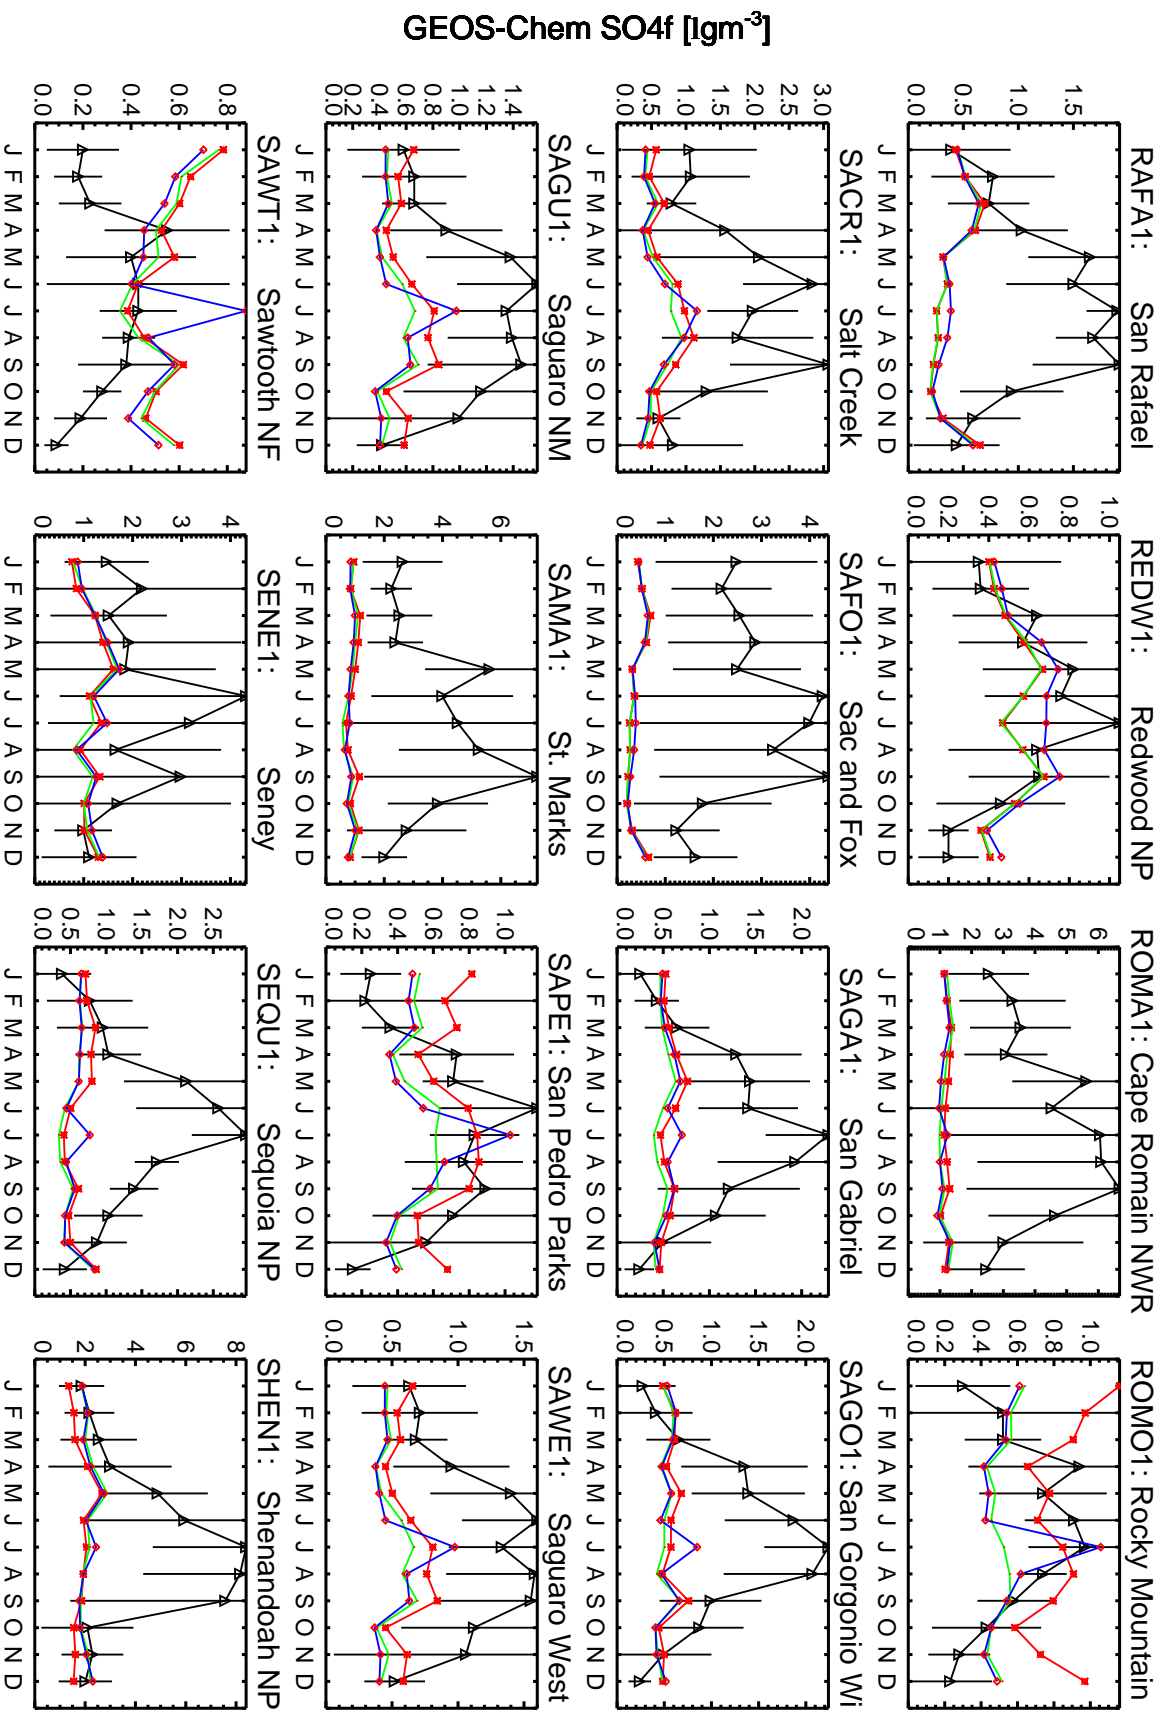 GEOS-Chem SO4f [lgm⁻³]
RAFA1: San Rafael
0.0 0.5 1.0 1.5
J F M A M J J A S O N D
REDW1: Redwood NP
0.0 0.2 0.4 0.6 0.8 1.0
J F M A M J J A S O N D
ROMA1: Cape Romain NWR
0 1 2 3 4 5 6
J F M A M J J A S O N D
ROMO1: Rocky Mountain
0.0 0.2 0.4 0.6 0.8 1.0
J F M A M J J A S O N D
SACR1: Salt Creek
0.0 0.5 1.0 1.5 2.0 2.5 3.0
J F M A M J J A S O N D
SAFO1: Sac and Fox
0 1 2 3 4
J F M A M J J A S O N D
SAGA1: San Gabriel
0.0 0.5 1.0 1.5 2.0
J F M A M J J A S O N D
SAGO1: San Gorgonio Wi
0.0 0.5 1.0 1.5 2.0
J F M A M J J A S O N D
SAGU1: Saguaro NM
0.0 0.2 0.4 0.6 0.8 1.0 1.2 1.4
J F M A M J J A S O N D
SAMA1: St. Marks
0 2 4 6
J F M A M J J A S O N D
SAPE1: San Pedro Parks
0.0 0.2 0.4 0.6 0.8 1.0
J F M A M J J A S O N D
SAWE1: Saguaro West
0.0 0.5 1.0 1.5
J F M A M J J A S O N D
SAWT1: Sawtooth NF
0.0 0.2 0.4 0.6 0.8
J F M A M J J A S O N D
SENE1: Seney
0 1 2 3 4
J F M A M J J A S O N D
SEQU1: Sequoia NP
0.0 0.5 1.0 1.5 2.0 2.5
J F M A M J J A S O N D
SHEN1: Shenandoah NP
0 2 4 6 8
J F M A M J J A S O N D